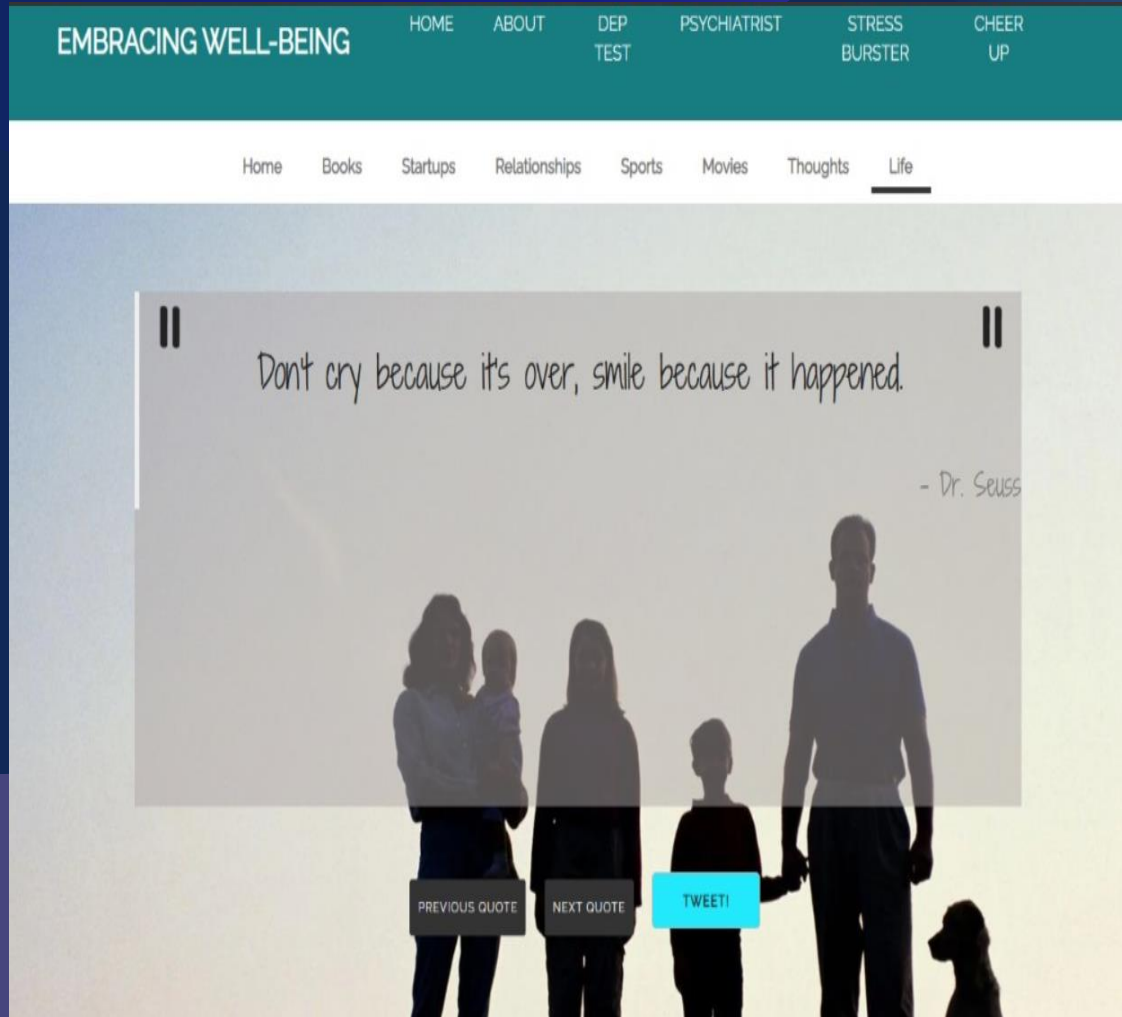 EMBRACING WELL-BEING
HOME ABOUT DEP TEST PSYCHIATRIST STRESS BURSTER CHEER UP
Home Books Startups Relationships Sports Movies Thoughts Life
" "
Don't cry because it's over, smile because it happened.
- Dr. Seuss
PREVIOUS QUOTE NEXT QUOTE TWEET!